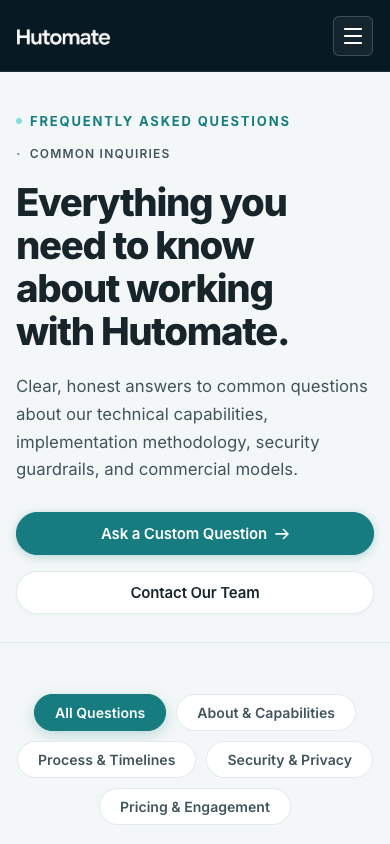 Hutomate
FREQUENTLY ASKED QUESTIONS
· COMMON INQUIRIES
Everything you
need to know
about working
with Hutomate.
Clear, honest answers to common questions
about our technical capabilities,
implementation methodology, security
guardrails, and commercial models.
Ask a Custom Question →
Contact Our Team
All Questions
About & Capabilities
Process & Timelines
Security & Privacy
Pricing & Engagement